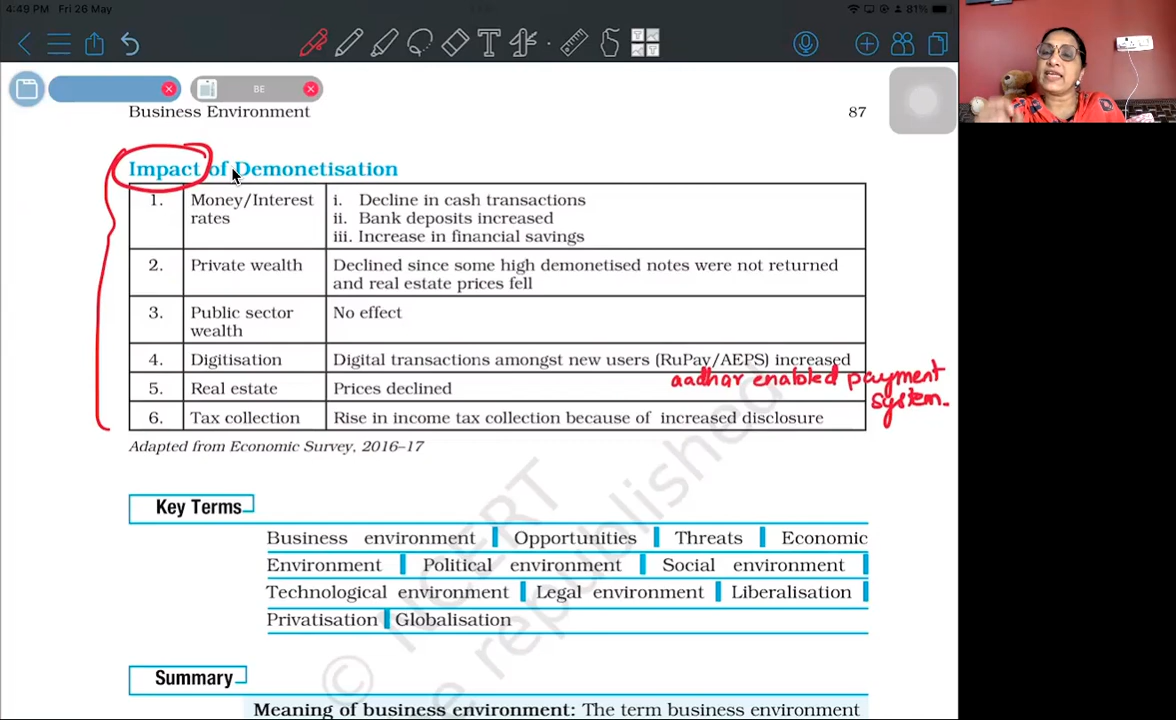 4:49 PM Fri 26 May
81%
BE
Business Environment 87
Impact of Demonetisation
1. Money/Interest rates
i. Decline in cash transactions
ii. Bank deposits increased
iii. Increase in financial savings
2. Private wealth
Declined since some high demonetised notes were not returned
and real estate prices fell
3. Public sector wealth
No effect
4. Digitisation Digital transactions amongst new users (RuPay/AEPS) increased
aadhar enabled payment
system.
5. Real estate Prices declined
6. Tax collection Rise in income tax collection because of increased disclosure
Adapted from Economic Survey, 2016–17
Key Terms
Business environment Opportunities Threats Economic
Environment Political environment Social environment
Technological environment Legal environment Liberalisation
Privatisation Globalisation
© NCERT
e republished
Summary
Meaning of business environment: The term business environment